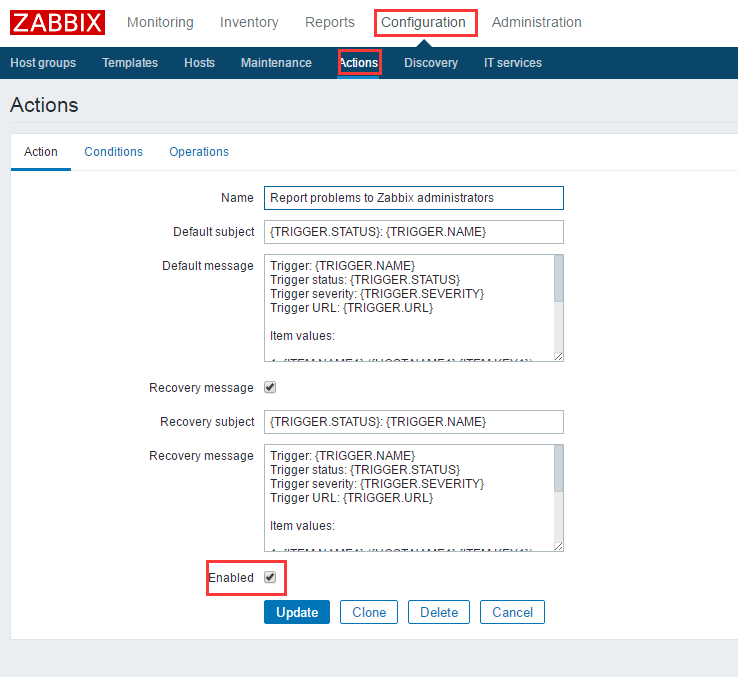 ZABBIX Monitoring Inventory Reports Configuration Administration
Host groups Templates Hosts Maintenance Actions Discovery IT services
Actions
Action Conditions Operations
Name Report problems to Zabbix administrators
Default subject {TRIGGER.STATUS}: {TRIGGER.NAME}
Default message Trigger: {TRIGGER.NAME}
Trigger status: {TRIGGER.STATUS}
Trigger severity: {TRIGGER.SEVERITY}
Trigger URL: {TRIGGER.URL}
Item values:
Recovery message
Recovery subject {TRIGGER.STATUS}: {TRIGGER.NAME}
Recovery message Trigger: {TRIGGER.NAME}
Trigger status: {TRIGGER.STATUS}
Trigger severity: {TRIGGER.SEVERITY}
Trigger URL: {TRIGGER.URL}
Item values:
Enabled
Update Clone Delete Cancel